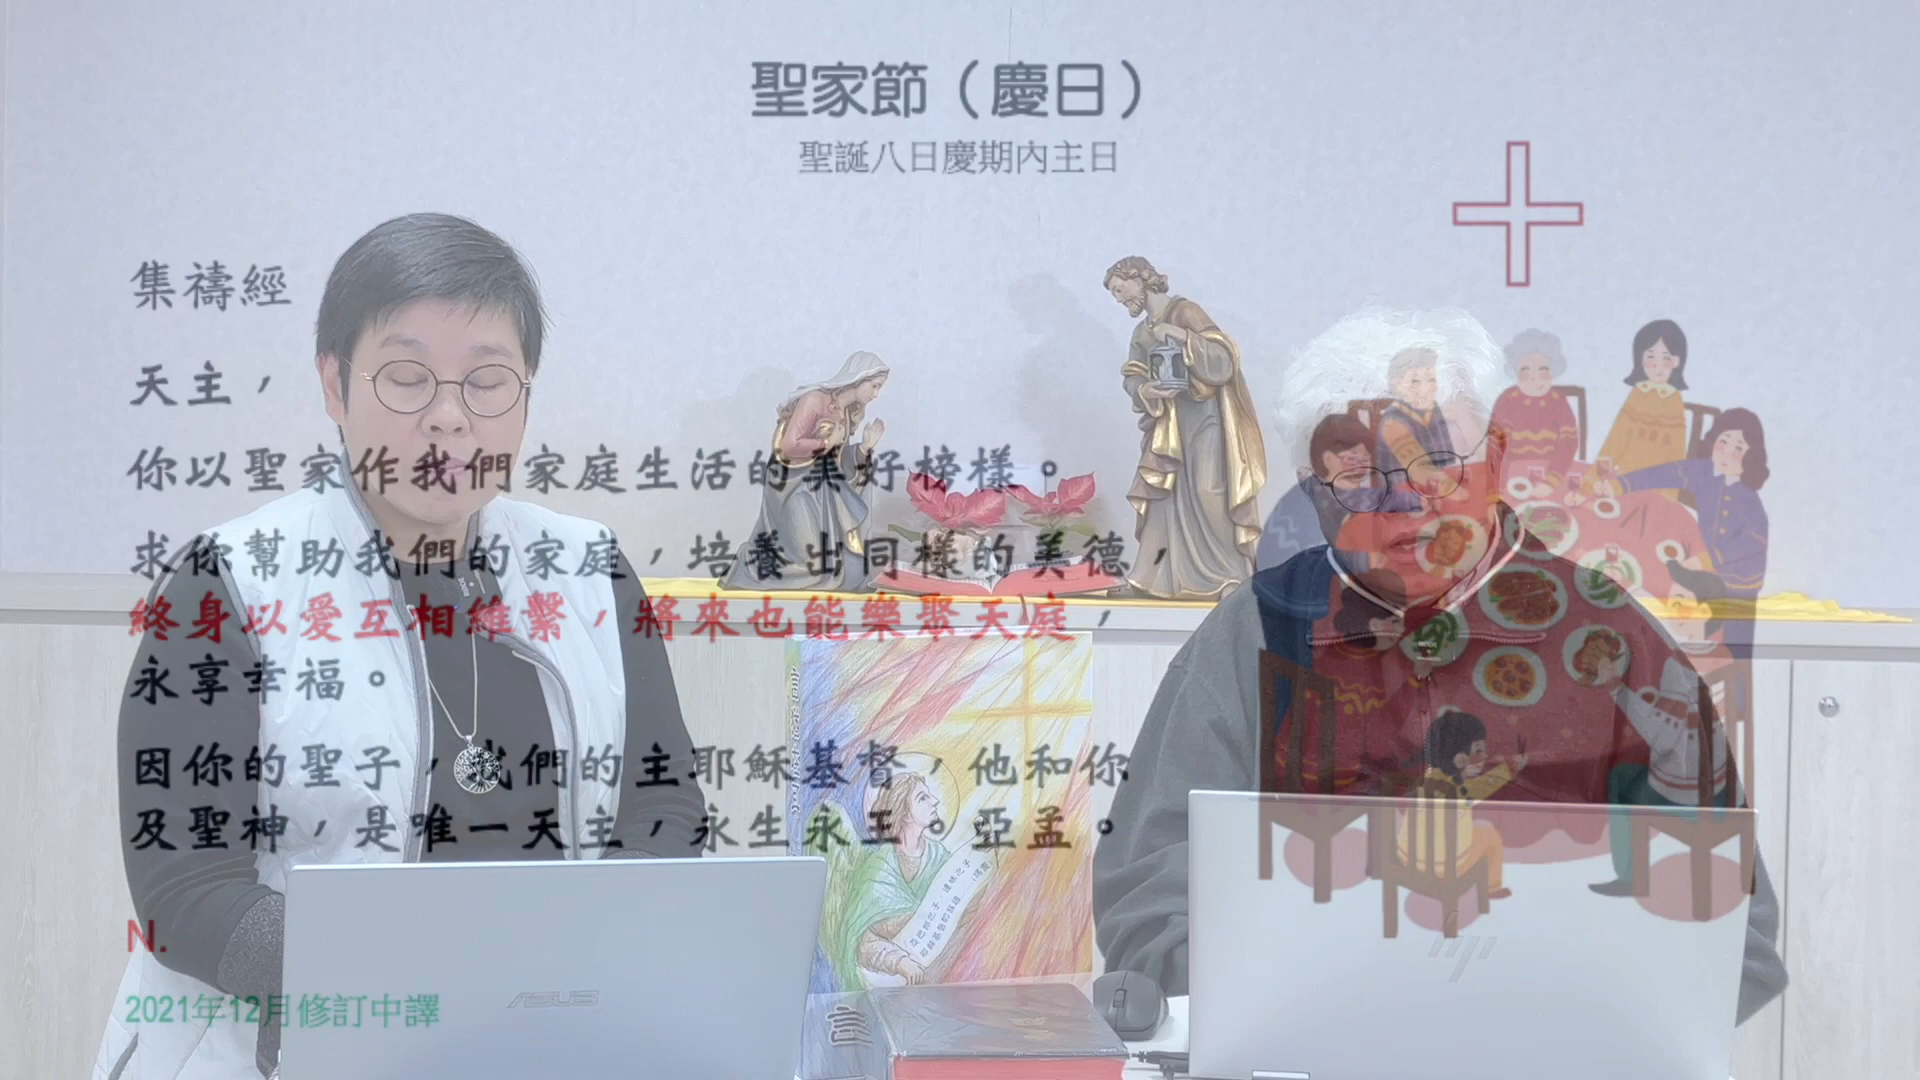 聖家節（慶日）
聖誕八日慶期內主日
集禱經
天主，
你以聖家作我們家庭生活的美好榜樣。
求你幫助我們的家庭，培養出同樣的美德，
終身以愛互相維繫，將來也能樂聚天庭，
永享幸福。
因你的聖子，我們的主耶穌基督，他和你
及聖神，是唯一天主，永生永王。亞孟。
N.
2021年12月修訂中譯
ASUS
hp
言